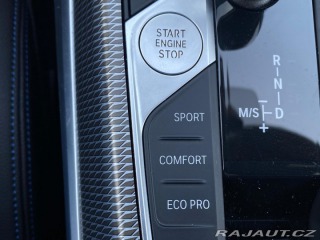 START
ENGINE
STOP
SPORT
COMFORT
ECO PRO
R
N
D
M/S
+
RAJAUT.CZ